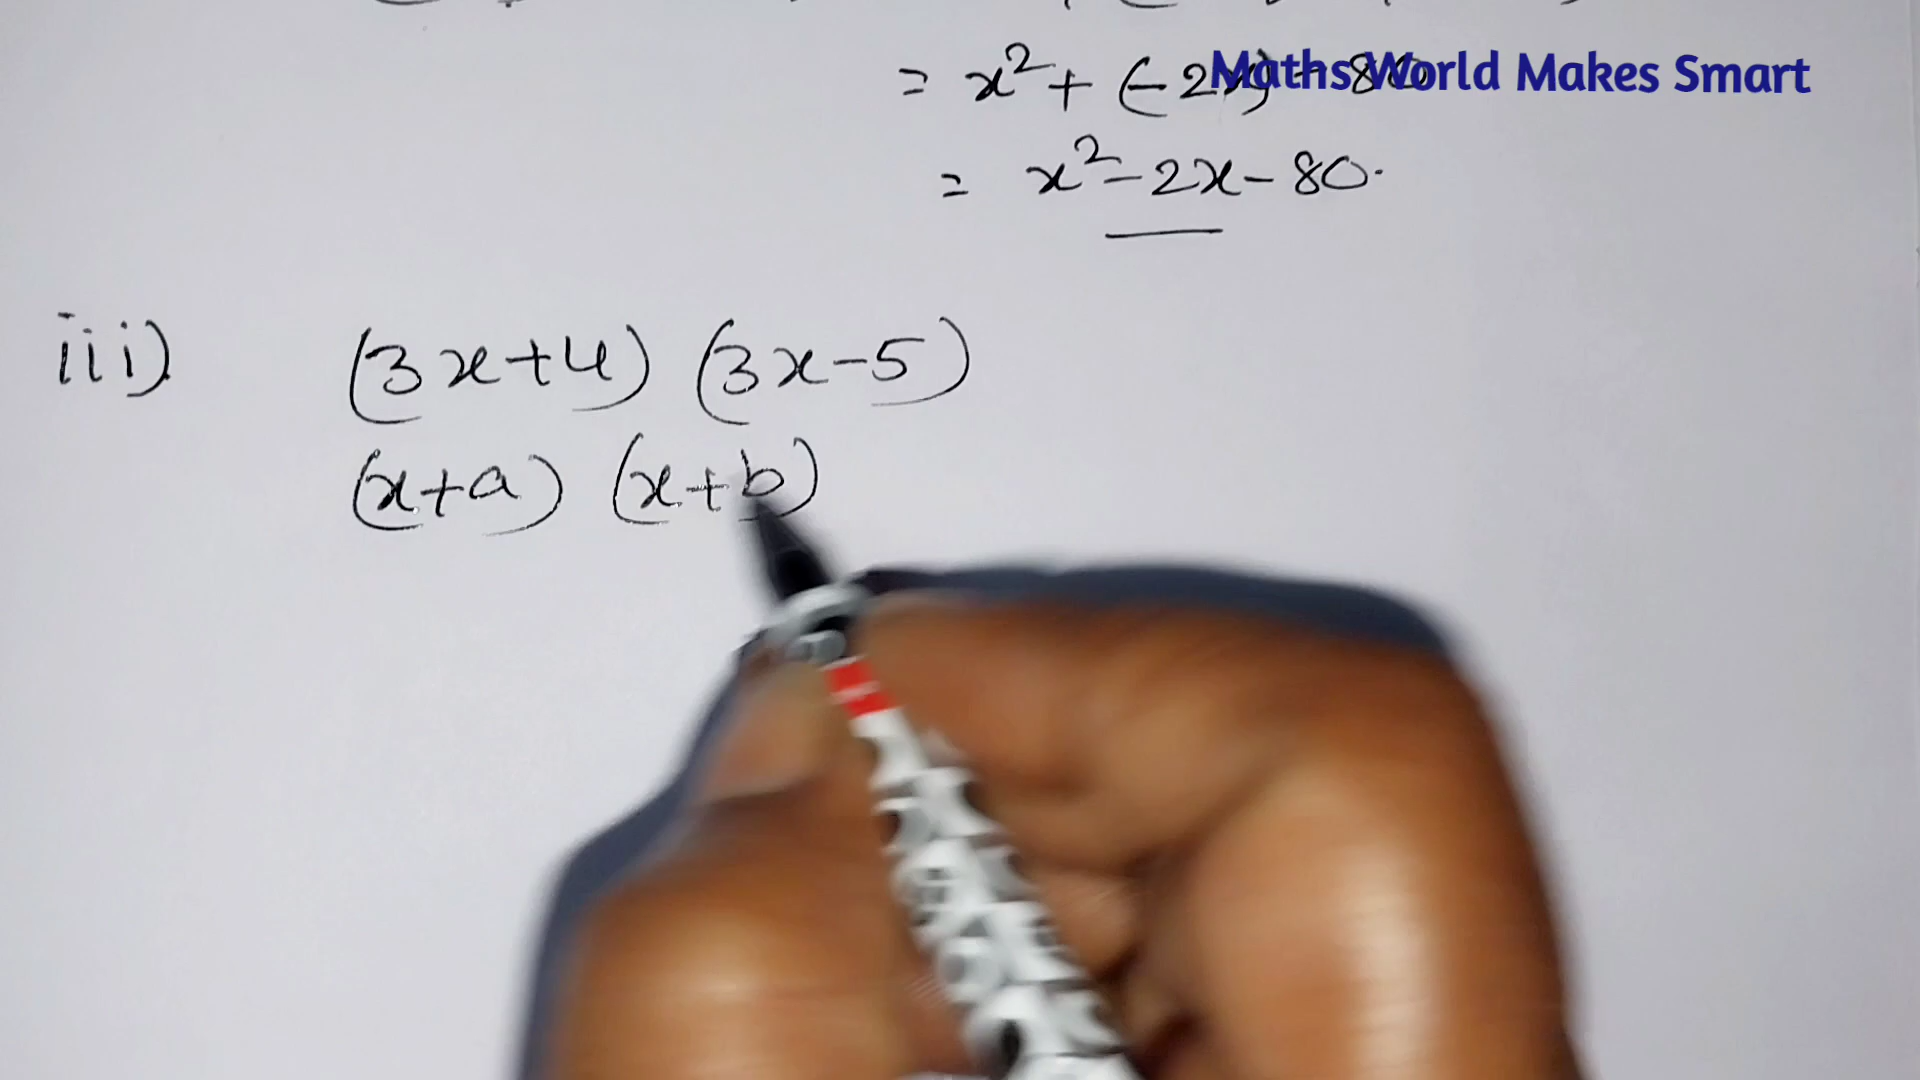 = x² + (-2x) - 80
Maths World Makes Smart
= x² - 2x - 80.
iii) (3x+4) (3x-5)
(x+a) (x+b)